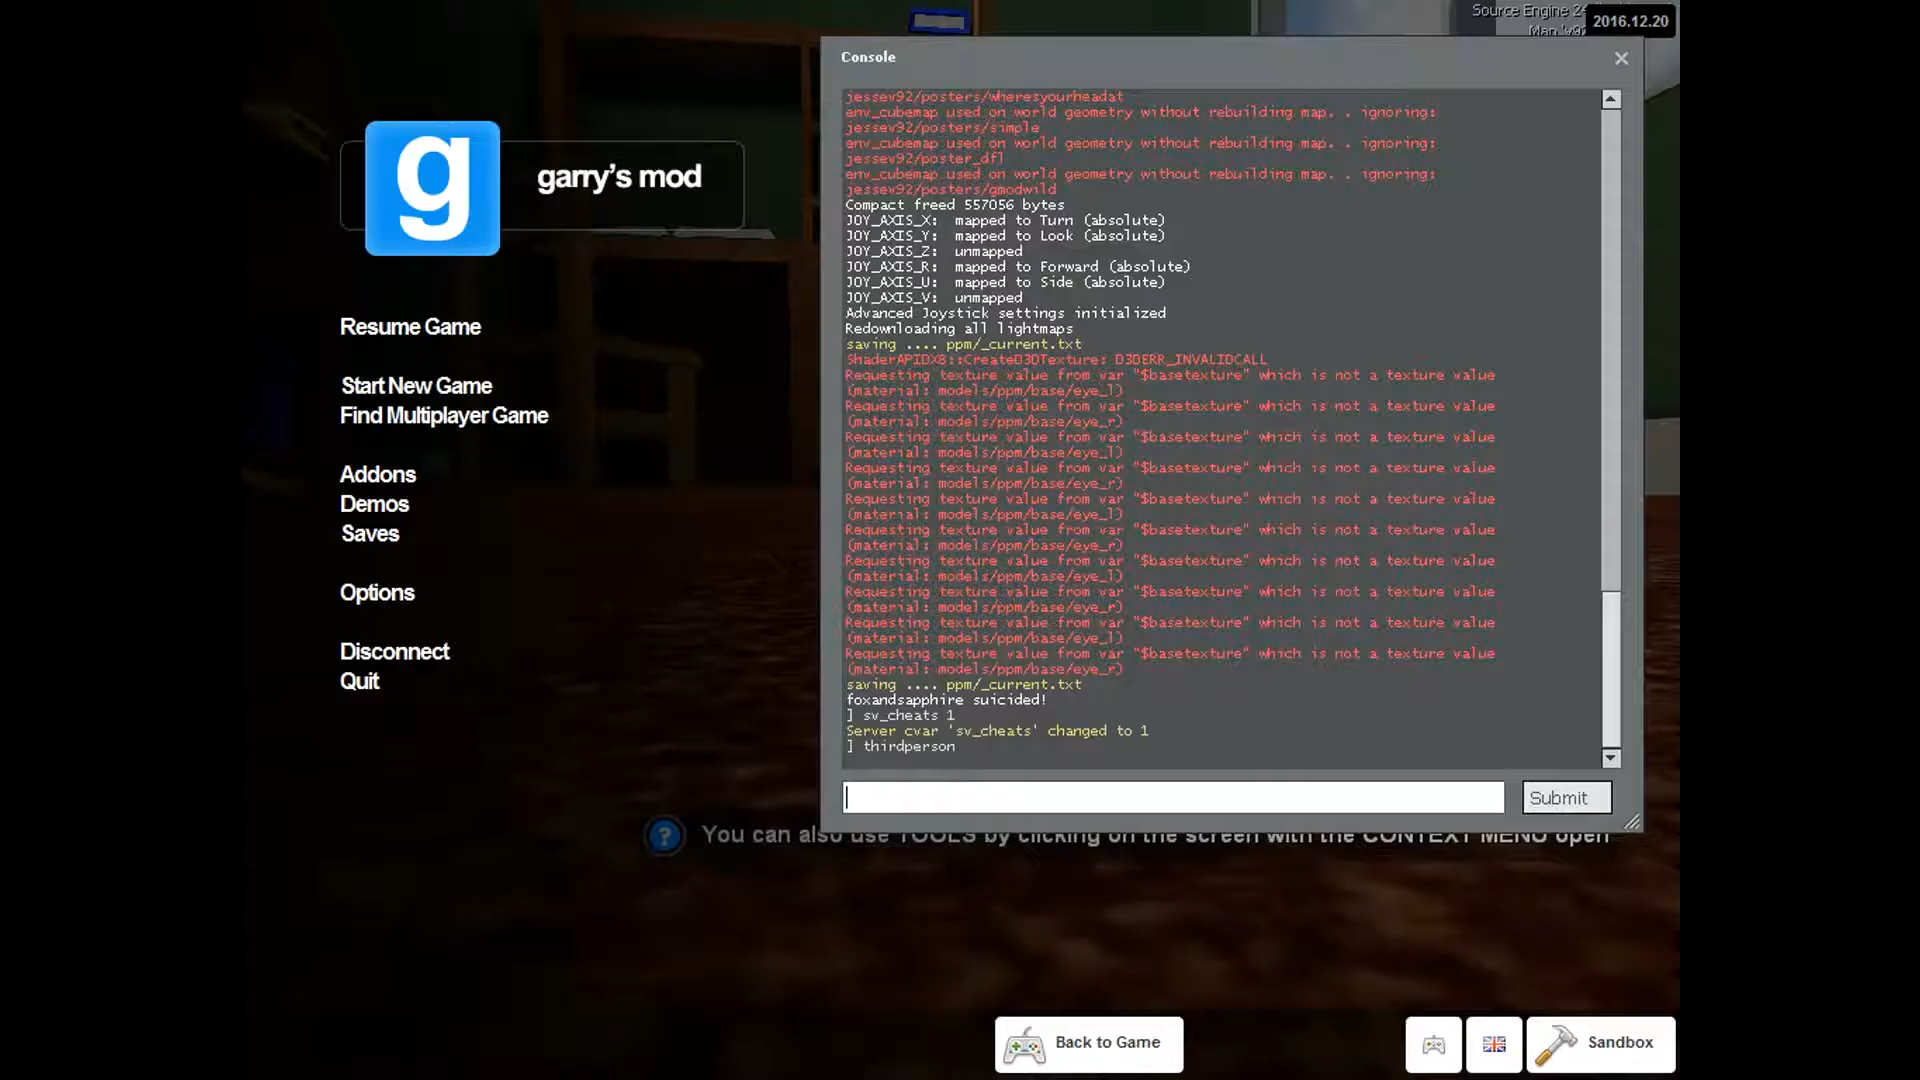 Source Engine 2
2016.12.20
Console
g
garry's mod
Resume Game
Start New Game
Find Multiplayer Game
Addons
Demos
Saves
Options
Disconnect
Quit
jessev92/posters/wheresyourheadat
env_cubemap used on world geometry without rebuilding map. . ignoring:
jessev92/posters/simple
env_cubemap used on world geometry without rebuilding map. . ignoring:
jessev92/poster_dfl
env_cubemap used on world geometry without rebuilding map. . ignoring:
jessev92/posters/gmodwild
Compact freed 557056 bytes
JOY_AXIS_X: mapped to Turn (absolute)
JOY_AXIS_Y: mapped to Look (absolute)
JOY_AXIS_Z: unmapped
JOY_AXIS_R: mapped to Forward (absolute)
JOY_AXIS_U: mapped to Side (absolute)
JOY_AXIS_V: unmapped
Advanced Joystick settings initialized
Redownloading all lightmaps
saving .... ppm/_current.txt
ShaderAPIDX8::CreateD3DTexture: D3DERR_INVALIDCALL
Requesting texture value from var "$basetexture" which is not a texture value
(material: models/ppm/base/eye_l)
Requesting texture value from var "$basetexture" which is not a texture value
(material: models/ppm/base/eye_r)
Requesting texture value from var "$basetexture" which is not a texture value
(material: models/ppm/base/eye_l)
Requesting texture value from var "$basetexture" which is not a texture value
(material: models/ppm/base/eye_r)
Requesting texture value from var "$basetexture" which is not a texture value
(material: models/ppm/base/eye_l)
Requesting texture value from var "$basetexture" which is not a texture value
(material: models/ppm/base/eye_r)
Requesting texture value from var "$basetexture" which is not a texture value
(material: models/ppm/base/eye_l)
Requesting texture value from var "$basetexture" which is not a texture value
(material: models/ppm/base/eye_r)
Requesting texture value from var "$basetexture" which is not a texture value
(material: models/ppm/base/eye_l)
Requesting texture value from var "$basetexture" which is not a texture value
(material: models/ppm/base/eye_r)
saving .... ppm/_current.txt
foxandsapphire suicided!
] sv_cheats 1
Server cvar 'sv_cheats' changed to 1
] thirdperson
Submit
You can also use TOOLS by clicking on the screen with the CONTEXT MENU open
Back to Game
Sandbox